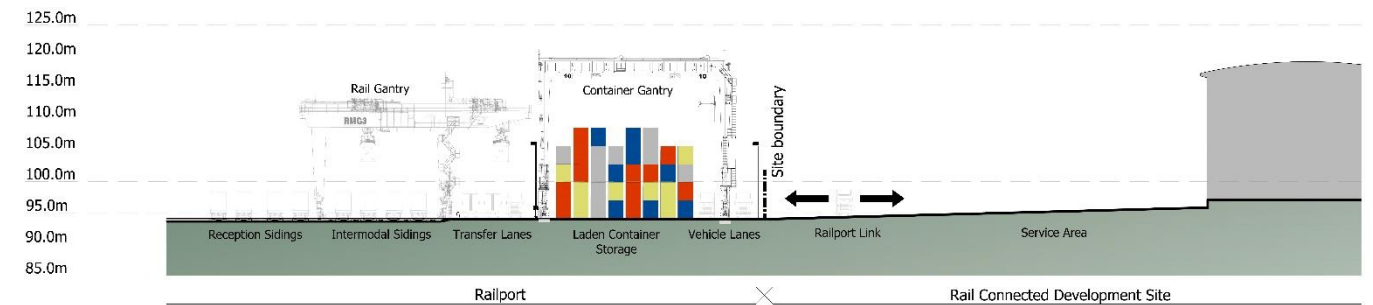 125.0m
120.0m
115.0m
110.0m
105.0m
100.0m
95.0m
90.0m
85.0m
Rail Gantry
RMG3
Container Gantry
10
10
Site boundary
Reception Sidings
Intermodal Sidings
Transfer Lanes
Laden Container
Storage
Vehicle Lanes
Railport Link
Service Area
Railport
Rail Connected Development Site